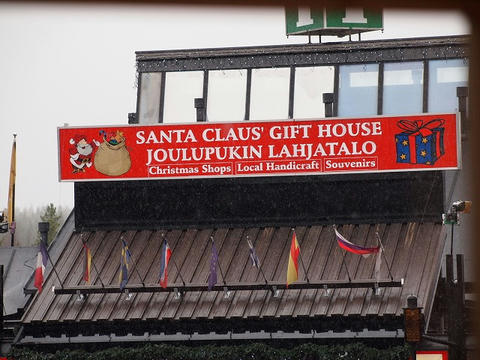 SANTA CLAUS' GIFT HOUSE
JOULUPUKIN LAHJATALO
Christmas Shops Local Handicraft Souvenirs